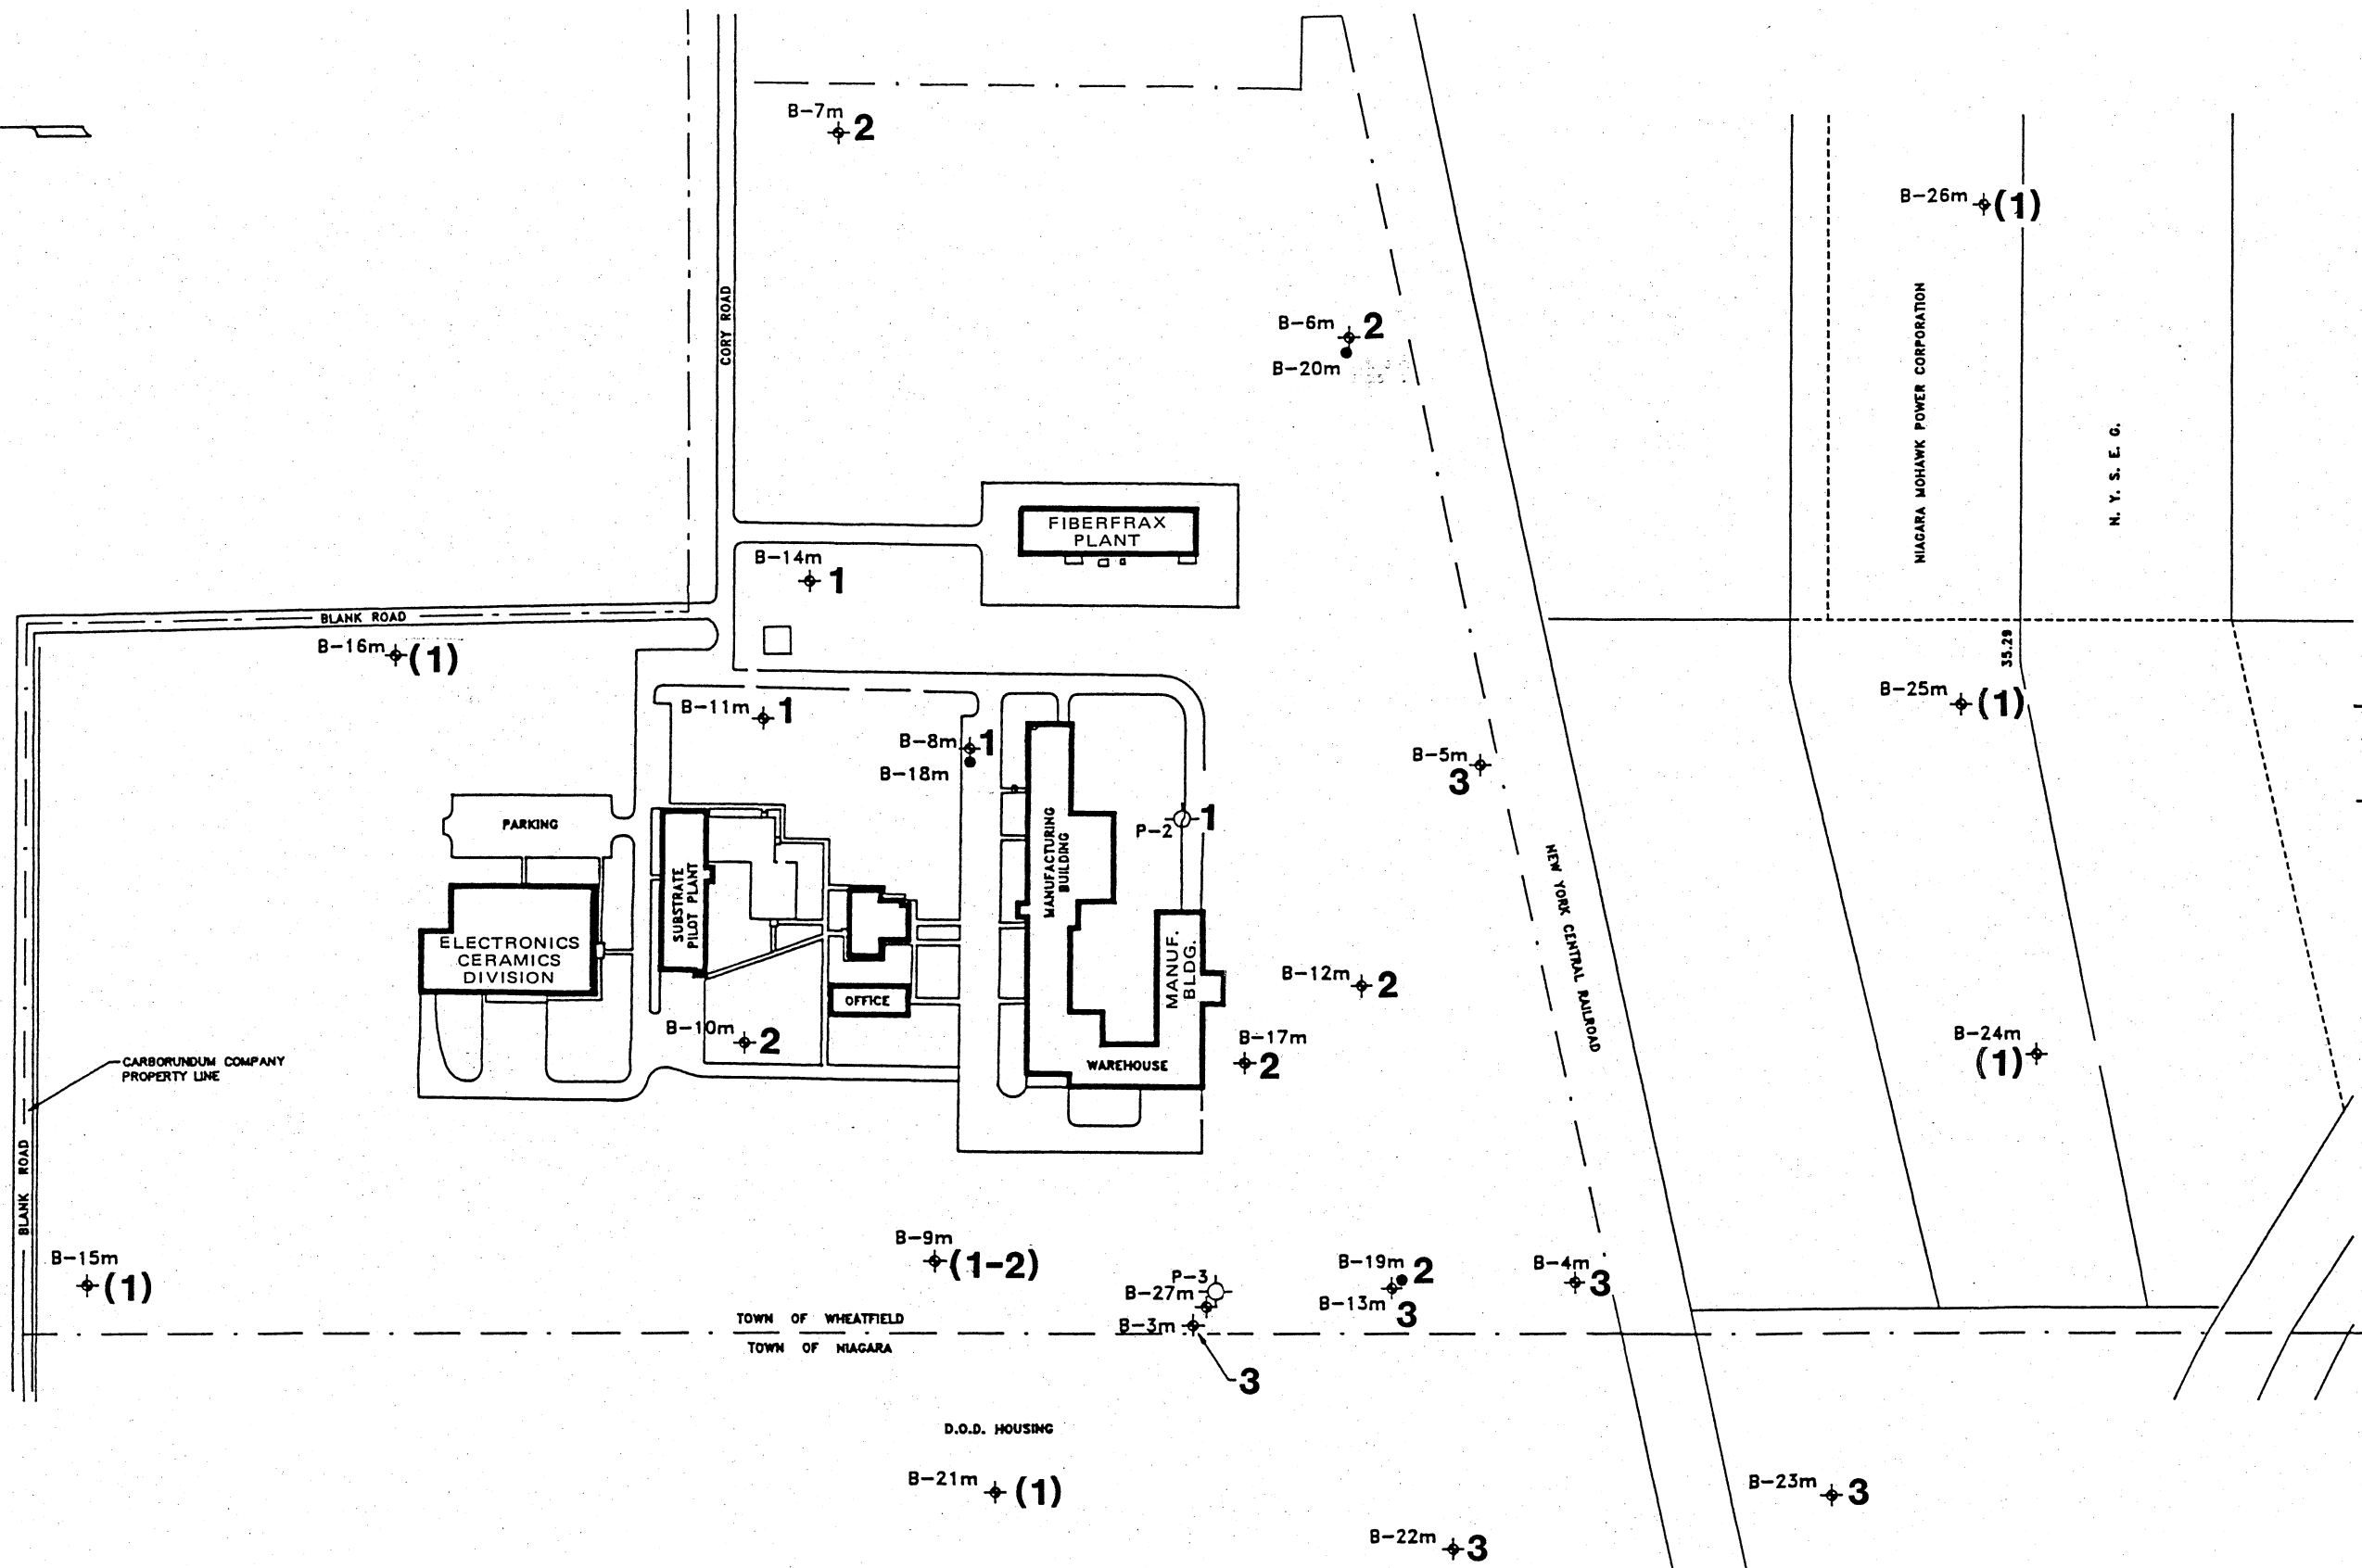 B-7m
2
B-26m
(1)
CORY ROAD
NIAGARA MOHAWK POWER CORPORATION
N. Y. S. E. G.
B-6m
2
B-20m
FIBERFRAX
PLANT
B-14m
1
BLANK ROAD
B-16m
(1)
35.29
B-25m
(1)
B-11m
1
B-8m
1
B-18m
B-5m
3
P-2
1
PARKING
MANUFACTURING
BUILDING
SUBSTRATE
PILOT PLANT
NEW YORK CENTRAL RAILROAD
ELECTRONICS
CERAMICS
DIVISION
MANUF.
BLDG.
OFFICE
B-12m
2
B-10m
2
B-17m
2
WAREHOUSE
B-24m
(1)
CARBORUNDUM COMPANY
PROPERTY LINE
BLANK ROAD
B-15m
(1)
B-9m
(1-2)
P-3
B-27m
B-3m
3
B-19m
2
B-13m
3
B-4m
3
TOWN OF WHEATFIELD
TOWN OF NIAGARA
D.O.D. HOUSING
B-21m
(1)
B-23m
3
B-22m
3